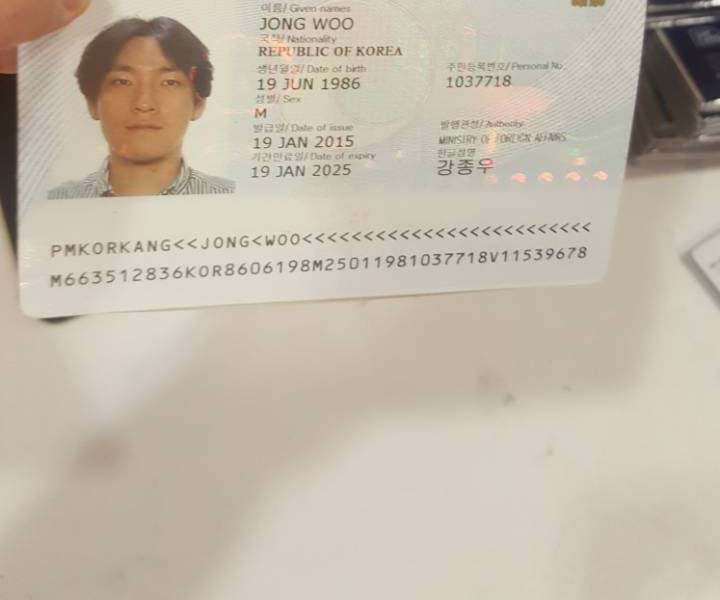 이름/ Given names
JONG WOO
국적/ Nationality
REPUBLIC OF KOREA
생년월일/ Date of birth
19 JUN 1986
주민등록번호/ Personal No.
1037718
성별/ Sex
M
발급일/ Date of issue
19 JAN 2015
발행관청/ Authority
MINISTRY OF FOREIGN AFFAIRS
기간만료일/ Date of expiry
19 JAN 2025
한글성명
강종우
PMKORKANG<<JONG<WOO<<<<<<<<<<<<<<<<<<<<<<<<<
M663512836KOR8606198M25011981037718V11539678